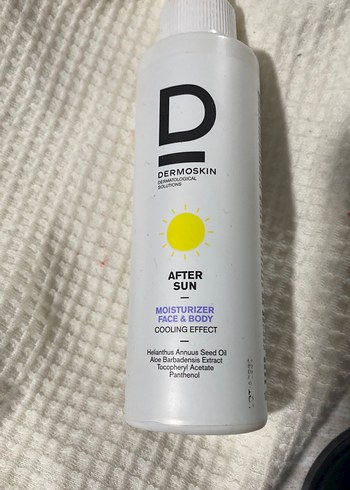 D
DERMOSKIN
DERMATOLOGICAL
SOLUTIONS
AFTER
SUN
MOISTURIZER
FACE & BODY
COOLING EFFECT
Helianthus Annuus Seed Oil
Aloe Barbadensis Extract
Tocopheryl Acetate
Panthenol